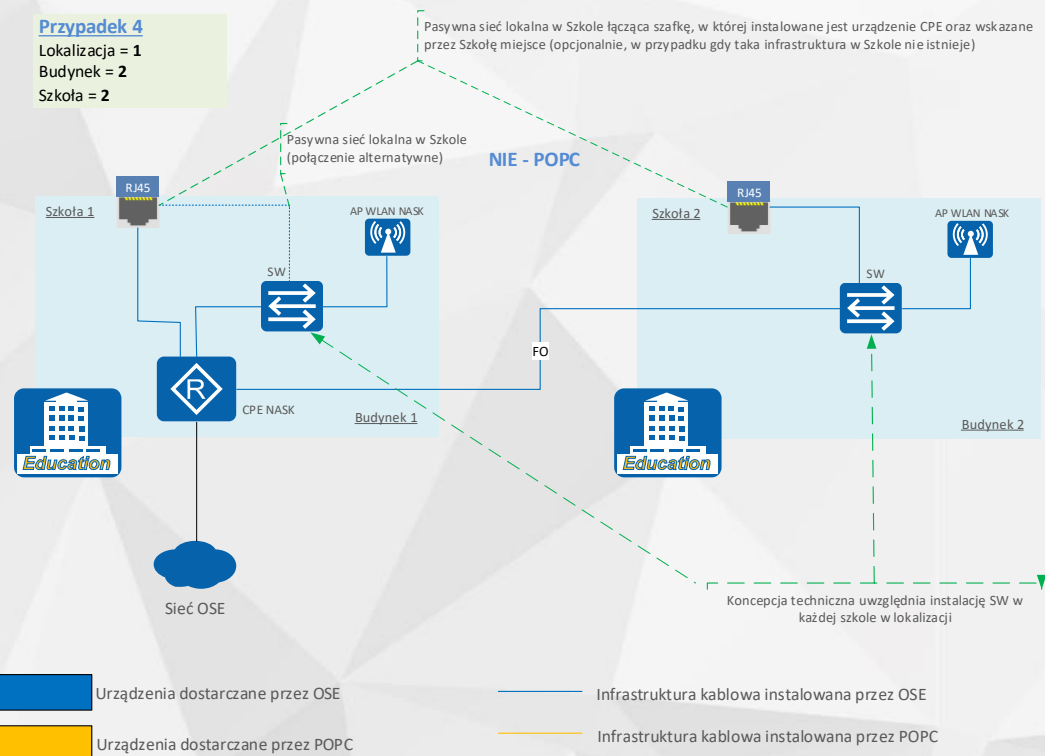 Przypadek 4
Lokalizacja = 1
Budynek = 2
Szkoła = 2
Pasywna sieć lokalna w Szkole łącząca szafkę, w której instalowane jest urządzenie CPE oraz wskazane
przez Szkołę miejsce (opcjonalnie, w przypadku gdy taka infrastruktura w Szkole nie istnieje)
Pasywna sieć lokalna w Szkole
(połączenie alternatywne)
NIE - POPC
RJ45
Szkoła 1
AP WLAN NASK
SW
R
CPE NASK
Budynek 1
Education
Sieć OSE
FO
RJ45
Szkoła 2
AP WLAN NASK
SW
Budynek 2
Education
Koncepcja techniczna uwzględnia instalację SW w
każdej szkole w lokalizacji
Urządzenia dostarczane przez OSE
Infrastruktura kablowa instalowana przez OSE
Urządzenia dostarczane przez POPC
Infrastruktura kablowa instalowana przez POPC